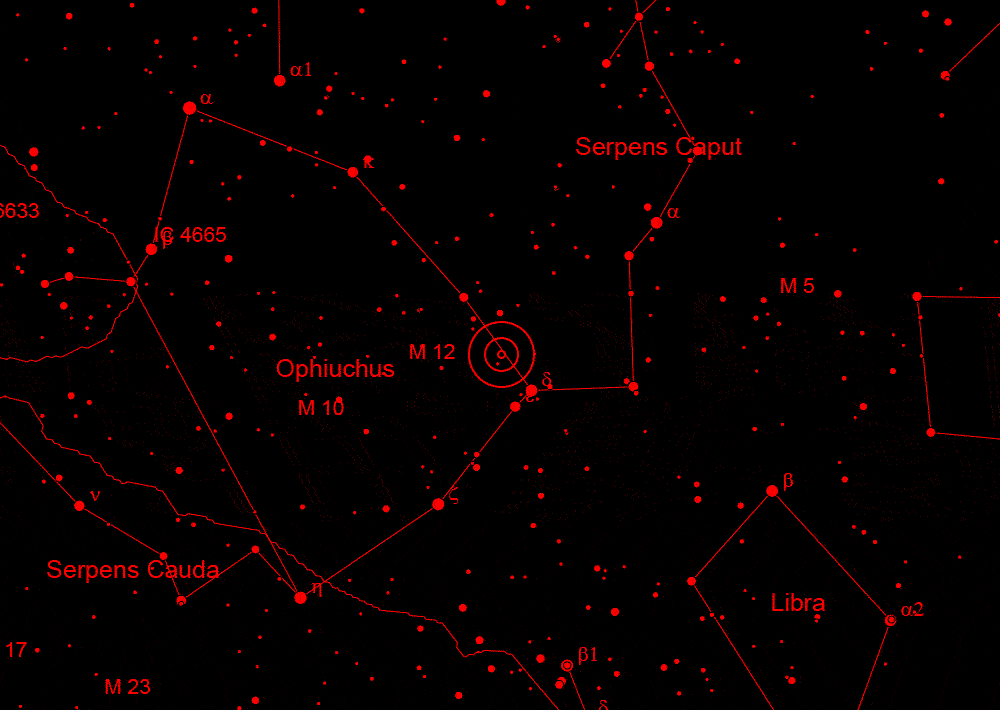 α1
α
Serpens Caput
κ
6633
α
IC 4665
β
M 5
M 12
Ophiuchus
δ
ε
M 10
β
ν
ζ
Serpens Cauda
η
Libra
α2
17
β1
M 23
δ